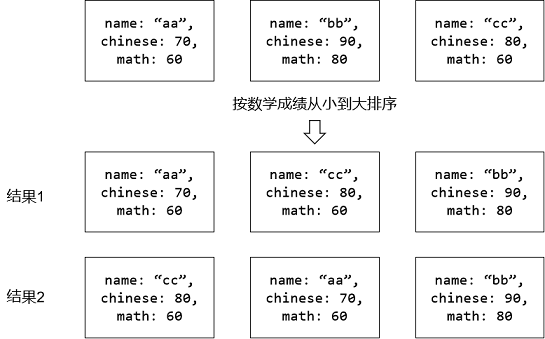 name: “aa”, name: “bb”, name: “cc”,
chinese: 70, chinese: 90, chinese: 80,
math: 60 math: 80 math: 60
按数学成绩从小到大排序
name: “aa”, name: “cc”, name: “bb”,
结果1 chinese: 70, chinese: 80, chinese: 90,
math: 60 math: 60 math: 80
name: “cc”, name: “aa”, name: “bb”,
结果2 chinese: 80, chinese: 70, chinese: 90,
math: 60 math: 60 math: 80